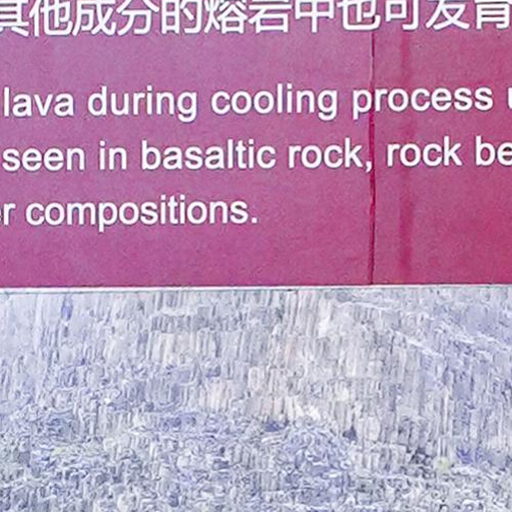 其他成分的熔岩中也可发育
lava during cooling process
seen in basaltic rock, rock be
r compositions.